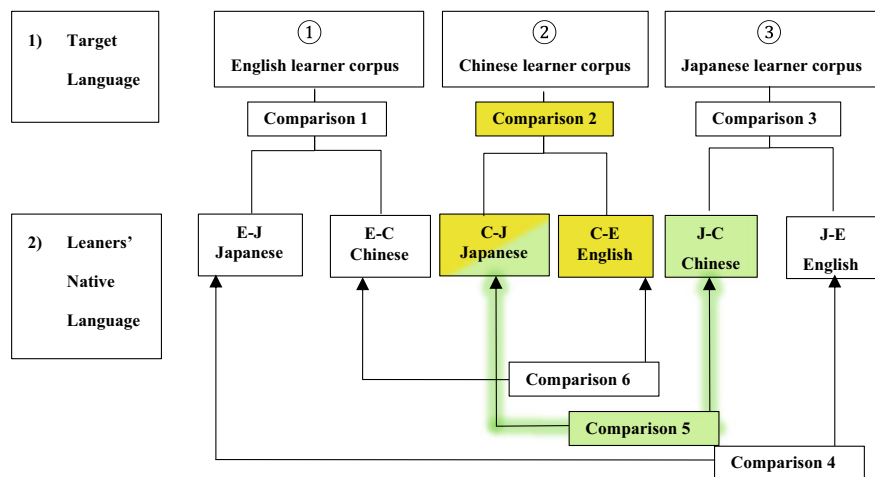 1) Target
Language
①
English learner corpus
②
Chinese learner corpus
③
Japanese learner corpus
Comparison 1
Comparison 2
Comparison 3
2) Leaners’
Native
Language
E-J
Japanese
E-C
Chinese
C-J
Japanese
C-E
English
J-C
Chinese
J-E
English
Comparison 6
Comparison 5
Comparison 4